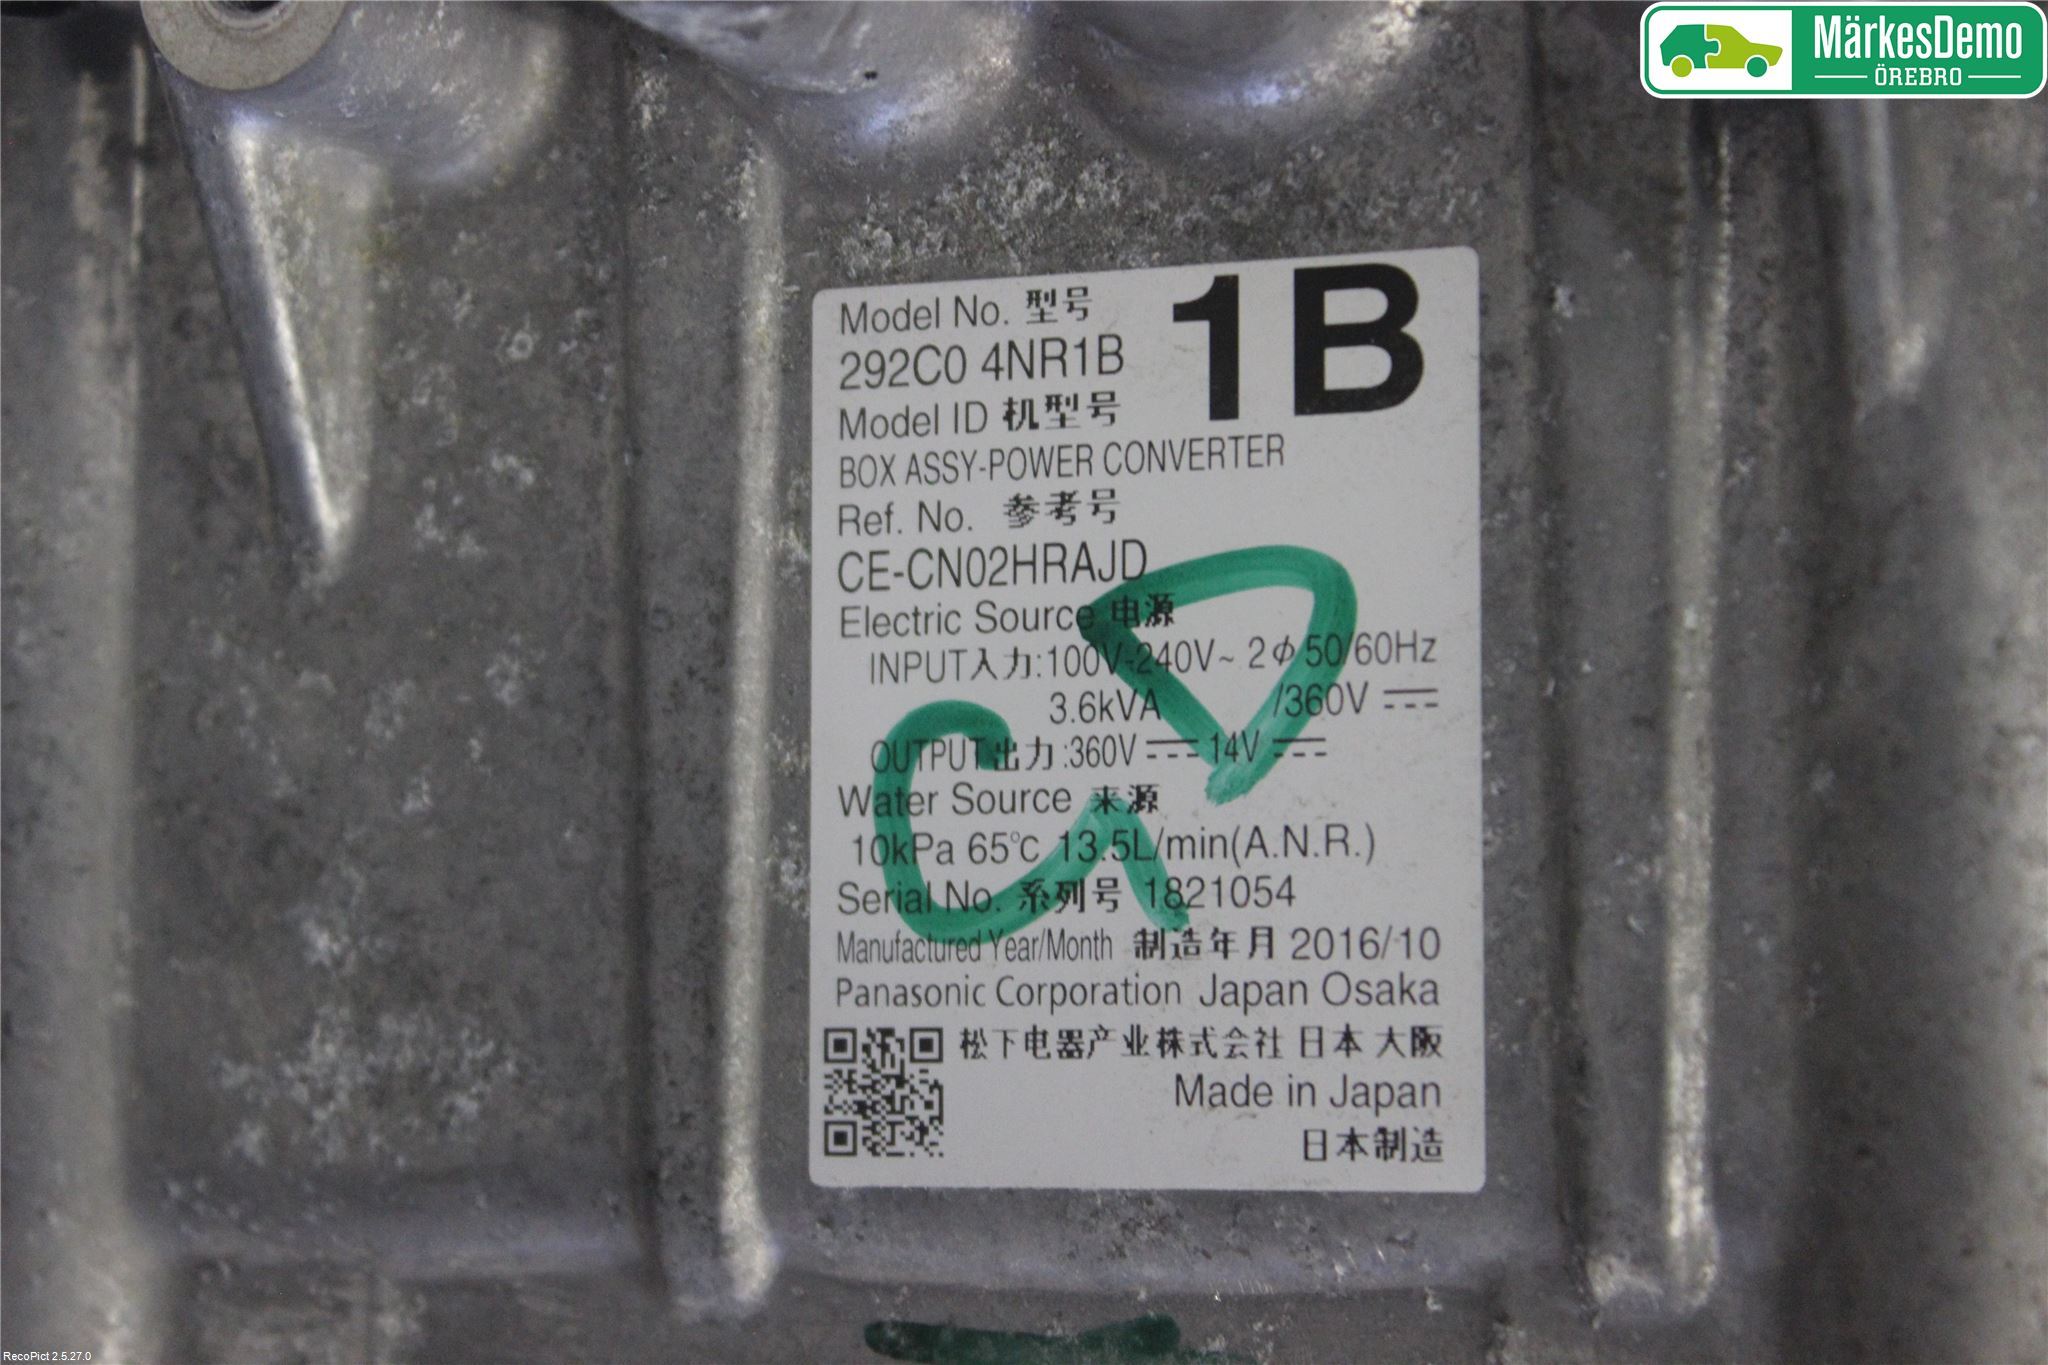 MärkesDemo
ÖREBRO
1B
Model No. 型号
292C0 4NR1B
Model ID 机型号
BOX ASSY-POWER CONVERTER
Ref. No. 参考号
CE-CN02HRAJD
Electric Source 电源
INPUT入力:100V-240V~ 2ϕ50/60Hz
3.6kVA /360V ⎓
OUTPUT出力:360V ⎓ 14V ⎓
Water Source 来源
10kPa 65℃ 13.5L/min(A.N.R.)
Serial No. 系列号 1821054
Manufactured Year/Month 制造年月 2016/10
Panasonic Corporation Japan Osaka
松下电器产业株式会社 日本 大阪
Made in Japan
日本制造
RecoPict 2.5.27.0